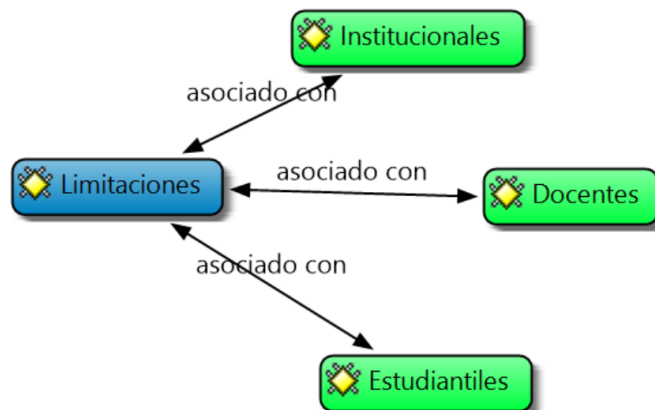 Institucionales
asociado con
Limitaciones
asociado con
Docentes
asociado con
Estudiantiles